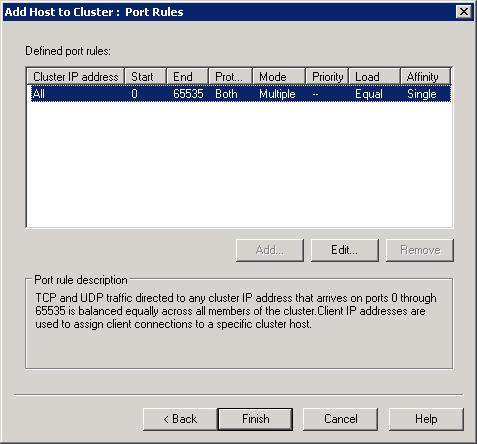 Add Host to Cluster : Port Rules
Defined port rules:
Cluster IP address Start End Prot... Mode Priority Load Affinity
All 0 65535 Both Multiple -- Equal Single
Add... Edit... Remove
Port rule description
TCP and UDP traffic directed to any cluster IP address that arrives on ports 0 through
65535 is balanced equally across all members of the cluster.Client IP addresses are
used to assign client connections to a specific cluster host.
< Back Finish Cancel Help